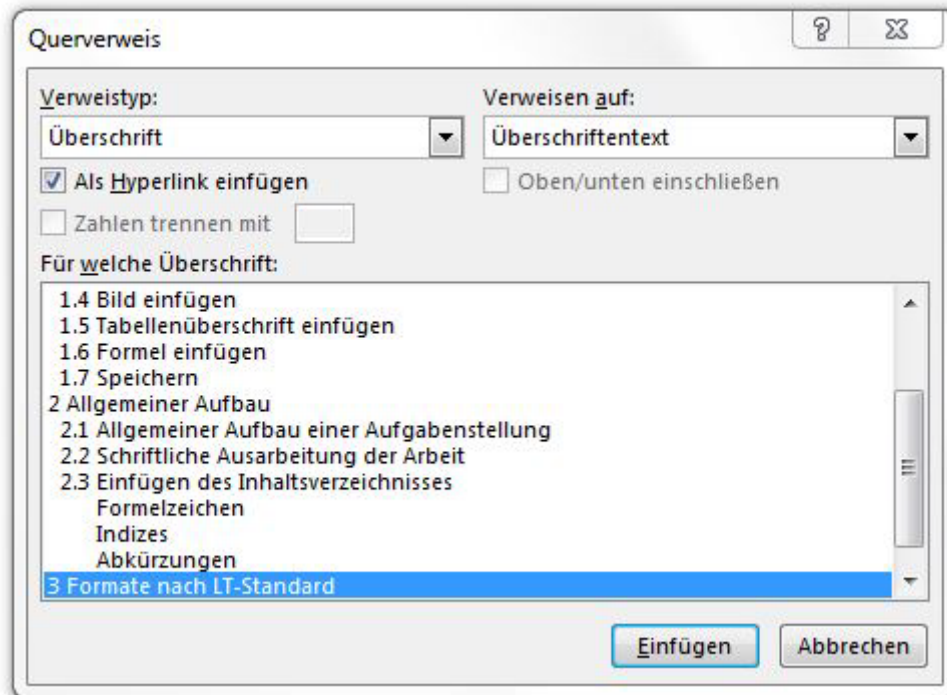 Querverweis
Verweistyp:
Verweisen auf:
Überschrift
Überschriftentext
Als Hyperlink einfügen
Oben/unten einschließen
Zahlen trennen mit
Für welche Überschrift:
1.4 Bild einfügen
1.5 Tabellenüberschrift einfügen
1.6 Formel einfügen
1.7 Speichern
2 Allgemeiner Aufbau
2.1 Allgemeiner Aufbau einer Aufgabenstellung
2.2 Schriftliche Ausarbeitung der Arbeit
2.3 Einfügen des Inhaltsverzeichnisses
Formelzeichen
Indizes
Abkürzungen
3 Formate nach LT-Standard
Einfügen
Abbrechen